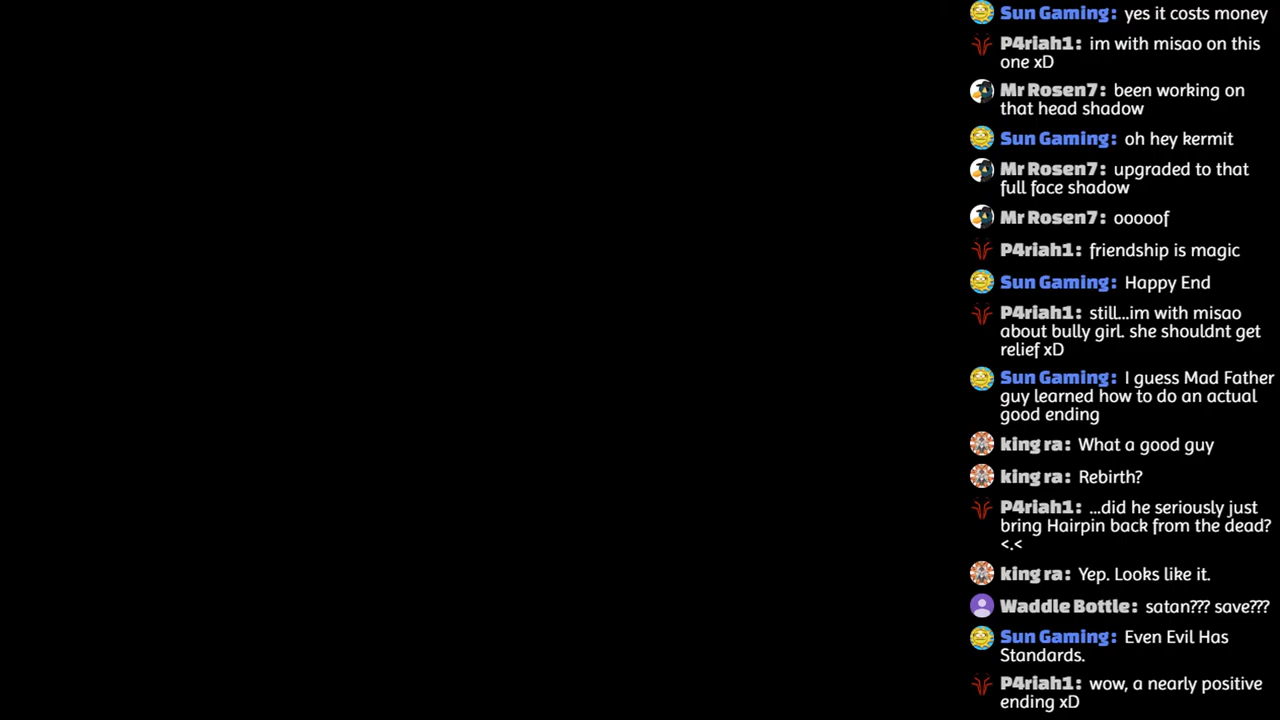 Sun Gaming: yes it costs money
P4riah1: im with misao on this
one xD
Mr Rosen7: been working on
that head shadow
Sun Gaming: oh hey kermit
Mr Rosen7: upgraded to that
full face shadow
Mr Rosen7: ooooof
P4riah1: friendship is magic
Sun Gaming: Happy End
P4riah1: still...im with misao
about bully girl. she shouldnt get
relief xD
Sun Gaming: I guess Mad Father
guy learned how to do an actual
good ending
king ra: What a good guy
king ra: Rebirth?
P4riah1: ...did he seriously just
bring Hairpin back from the dead?
<.<
king ra: Yep. Looks like it.
Waddle Bottle: satan??? save???
Sun Gaming: Even Evil Has
Standards.
P4riah1: wow, a nearly positive
ending xD